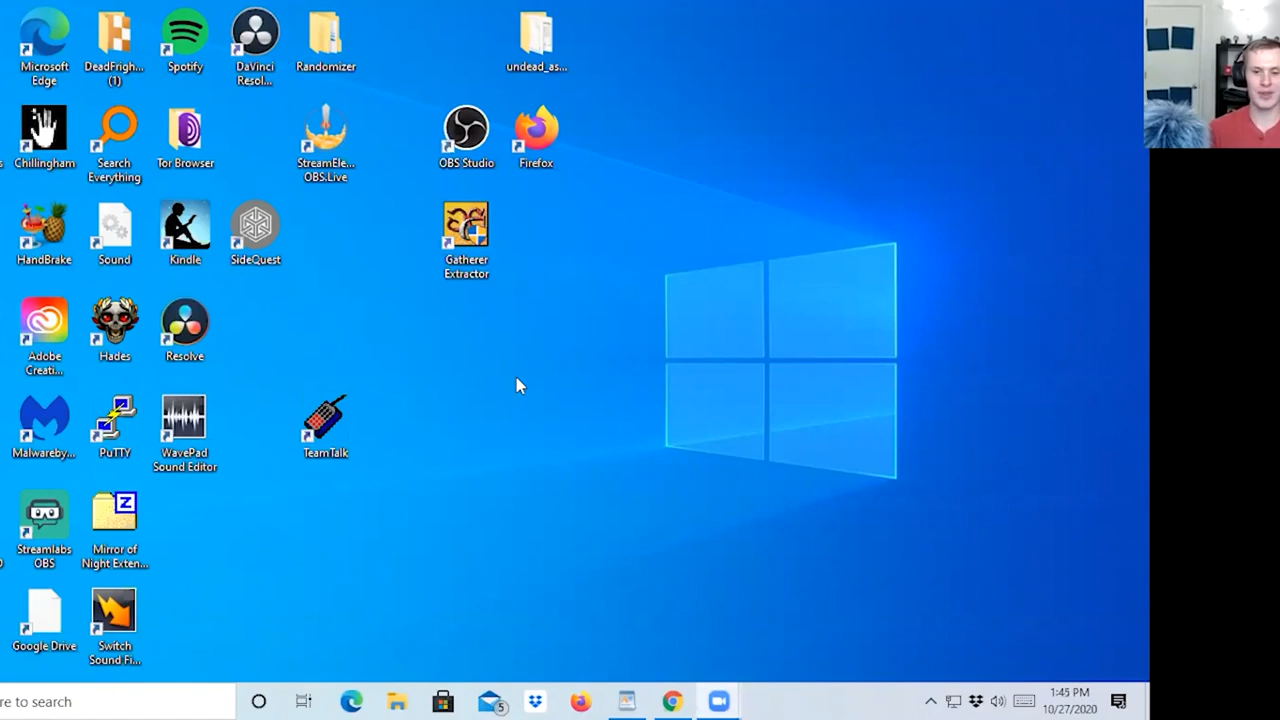 Microsoft
Edge
DeadFrigh...
(1)
Spotify
DaVinci
Resol...
Randomizer
undead_as...
Chillingham
Search
Everything
Tor Browser
StreamEle...
OBS.Live
OBS Studio
Firefox
HandBrake
Sound
Kindle
SideQuest
Gatherer
Extractor
Adobe
Creati...
Hades
Resolve
Malwareby...
PuTTY
WavePad
Sound Editor
TeamTalk
Streamlabs
OBS
Z
Mirror of
Night Exten...
Google Drive
Switch
Sound Fi...
re to search
5
1:45 PM
10/27/2020